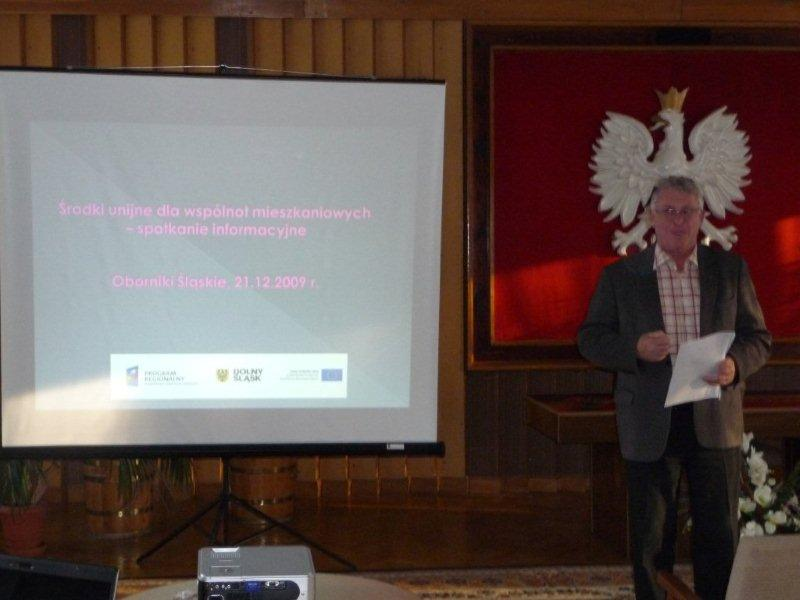 Środki unijne dla wspólnot mieszkaniowych
– spotkanie informacyjne
Oborniki Śląskie, 21.12.2009 r.
PROGRAM
REGIONALNY
DOLNY
ŚLĄSK